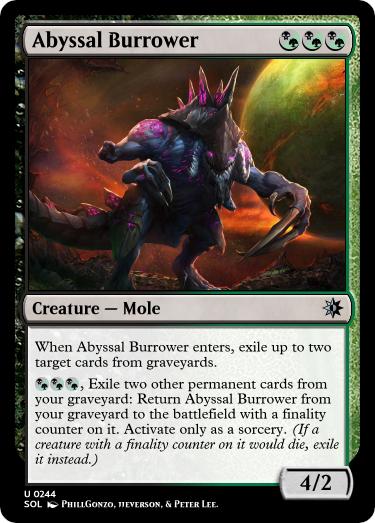 Abyssal Burrower
Creature — Mole
When Abyssal Burrower enters, exile up to two
target cards from graveyards.
, Exile two other permanent cards from
your graveyard: Return Abyssal Burrower from
your graveyard to the battlefield with a finality
counter on it. Activate only as a sorcery. (If a
creature with a finality counter on it would die, exile
it instead.)
4/2
U 0244
SOL PhillGonzo, jjeverson, & Peter Lee.